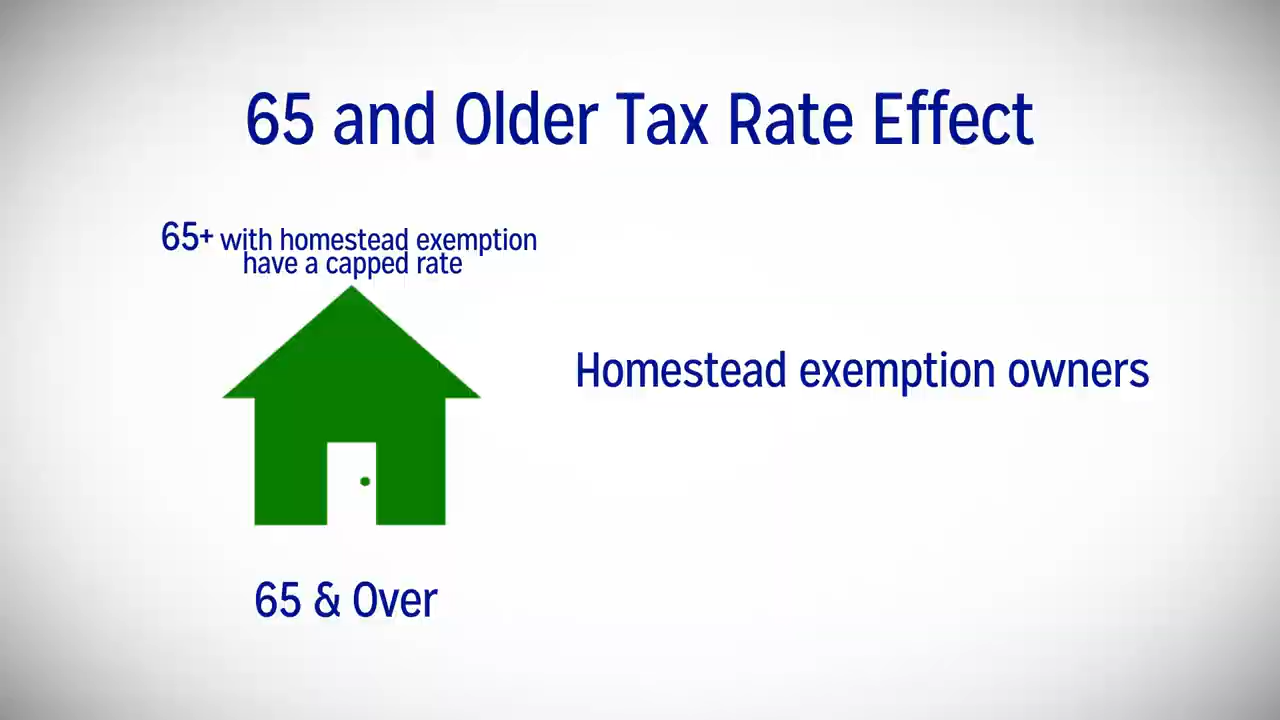 65 and Older Tax Rate Effect
65+ with homestead exemption
have a capped rate
Homestead exemption owners
65 & Over